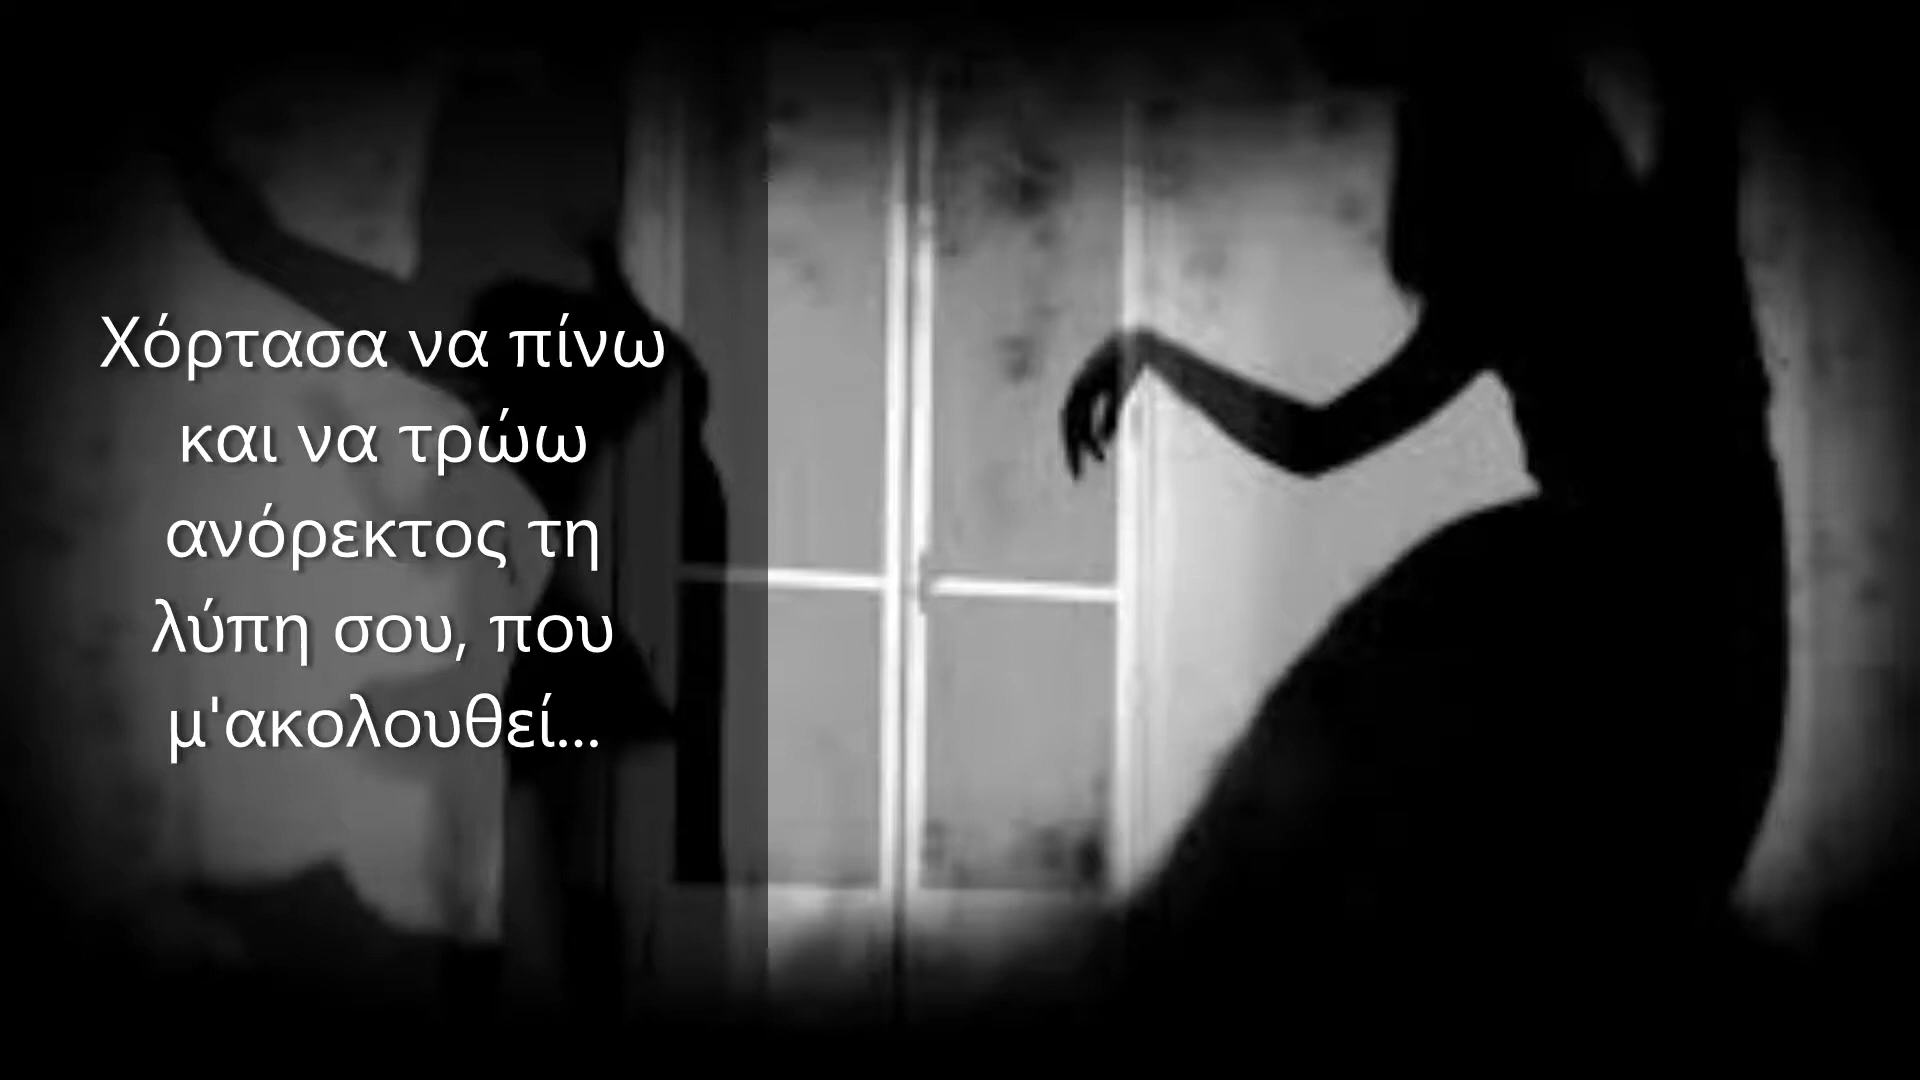 Χόρτασα να πίνω
και να τρώω
ανόρεκτος τη
λύπη σου, που
μ'ακολουθεί...